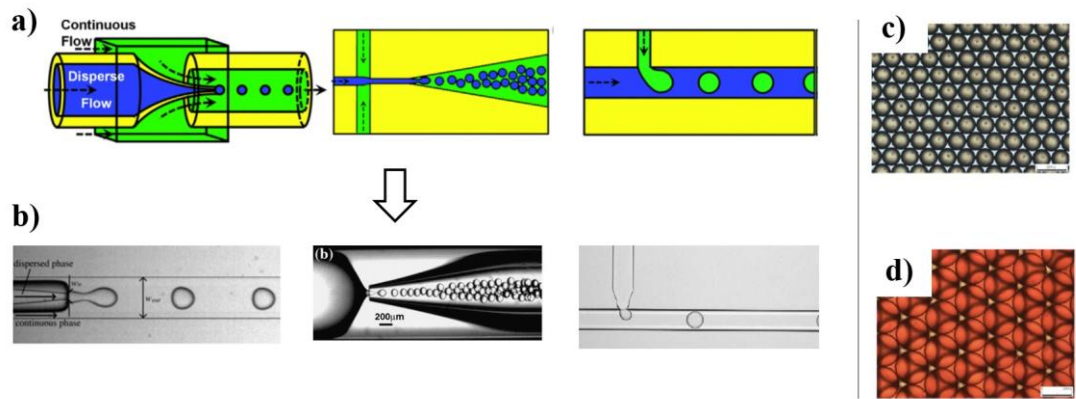 a)
Continuous
Flow
Disperse
Flow
b)
dispersed phase
continuous phase
(b)
200μm
c)
d)